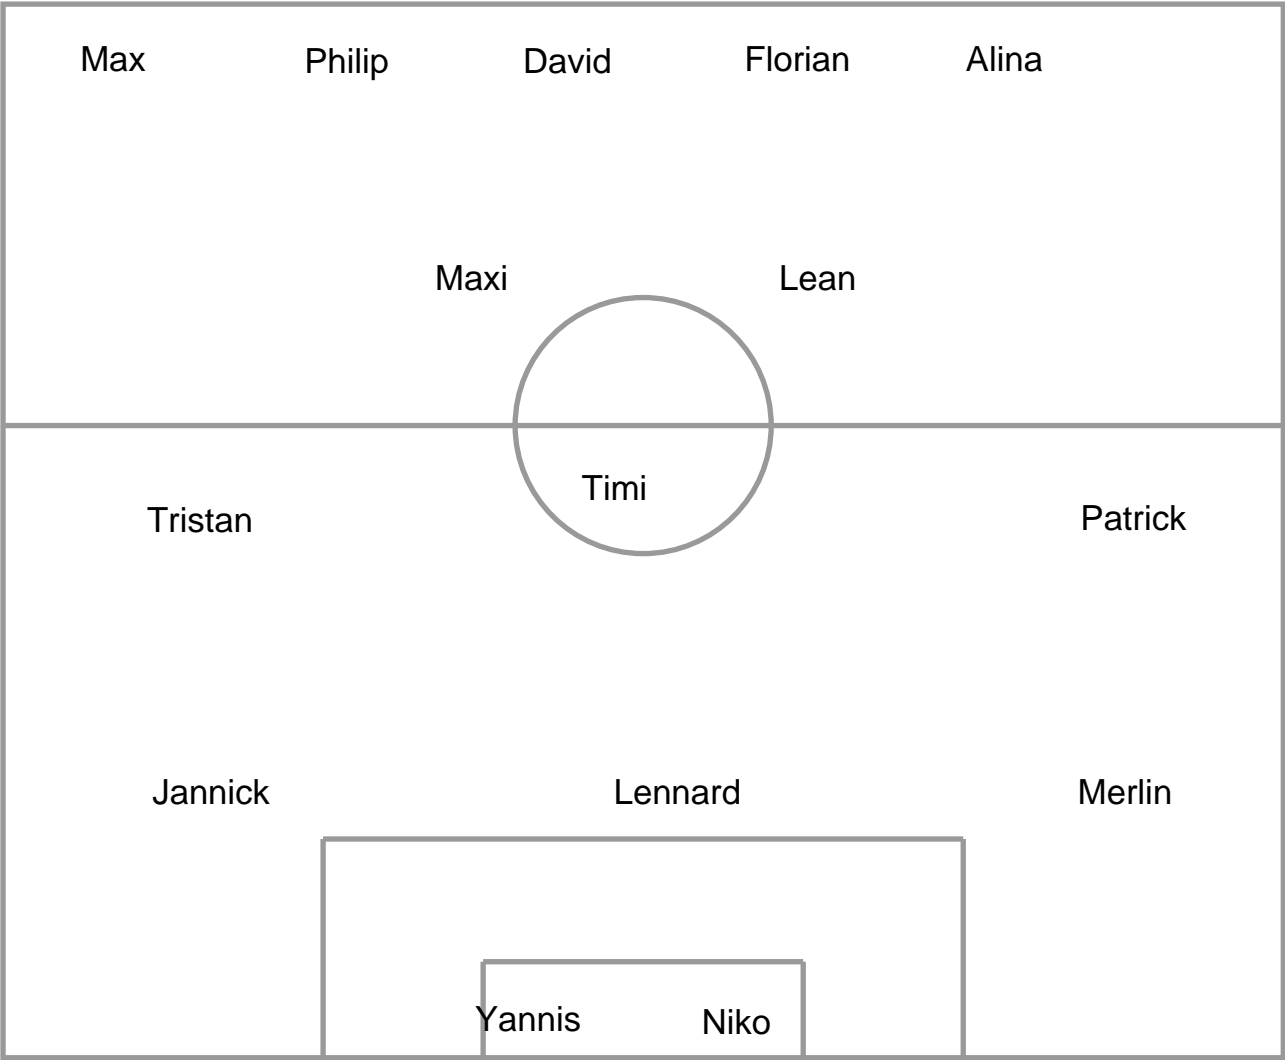 Max Philip David Florian Alina
Maxi Lean
Timi
Tristan Patrick
Jannick Lennard Merlin
Yannis Niko